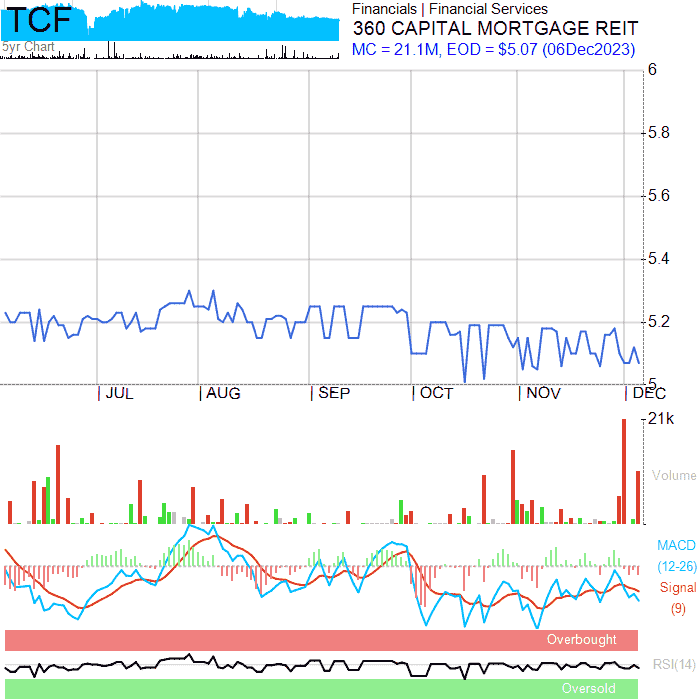 TCF
5yr Chart
Financials | Financial Services
360 CAPITAL MORTGAGE REIT
MC = 21.1M, EOD = $5.07 (06Dec2023)
6
5.8
5.6
5.4
5.2
5
| JUL | AUG | SEP | OCT | NOV | DEC
21k
Volume
MACD
(12-26)
Signal
(9)
Overbought
RSI(14)
Oversold